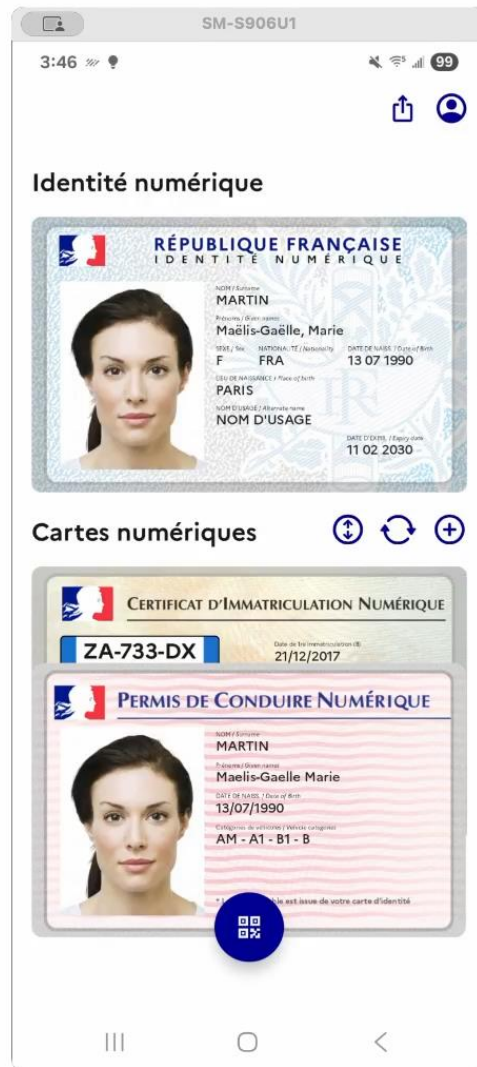 SM-S906U1
3:46
99
Identité numérique
RÉPUBLIQUE FRANÇAISE
IDENTITÉ NUMÉRIQUE
NOM / Surname
MARTIN
Prénoms / Given names
Maëlis-Gaëlle, Marie
SEXE / Sex NATIONALITÉ / Nationality DATE DE NAISS. / Date of Birth
F FRA 13 07 1990
LIEU DE NAISSANCE / Place of birth
PARIS
NOM D'USAGE / Alternate name
NOM D'USAGE
DATE D'EXPIR. / Expiry date
11 02 2030
Cartes numériques
CERTIFICAT D'IMMATRICULATION NUMÉRIQUE
ZA-733-DX
Date de 1re immatriculation (B)
21/12/2017
PERMIS DE CONDUIRE NUMÉRIQUE
NOM / Surname
MARTIN
Prénoms / Given names
Maelis-Gaelle Marie
DATE DE NAISS. / Date of Birth
13/07/1990
Catégories de véhicules / Vehicle categories
AM - A1 - B1 - B
est issue de votre carte d'identité